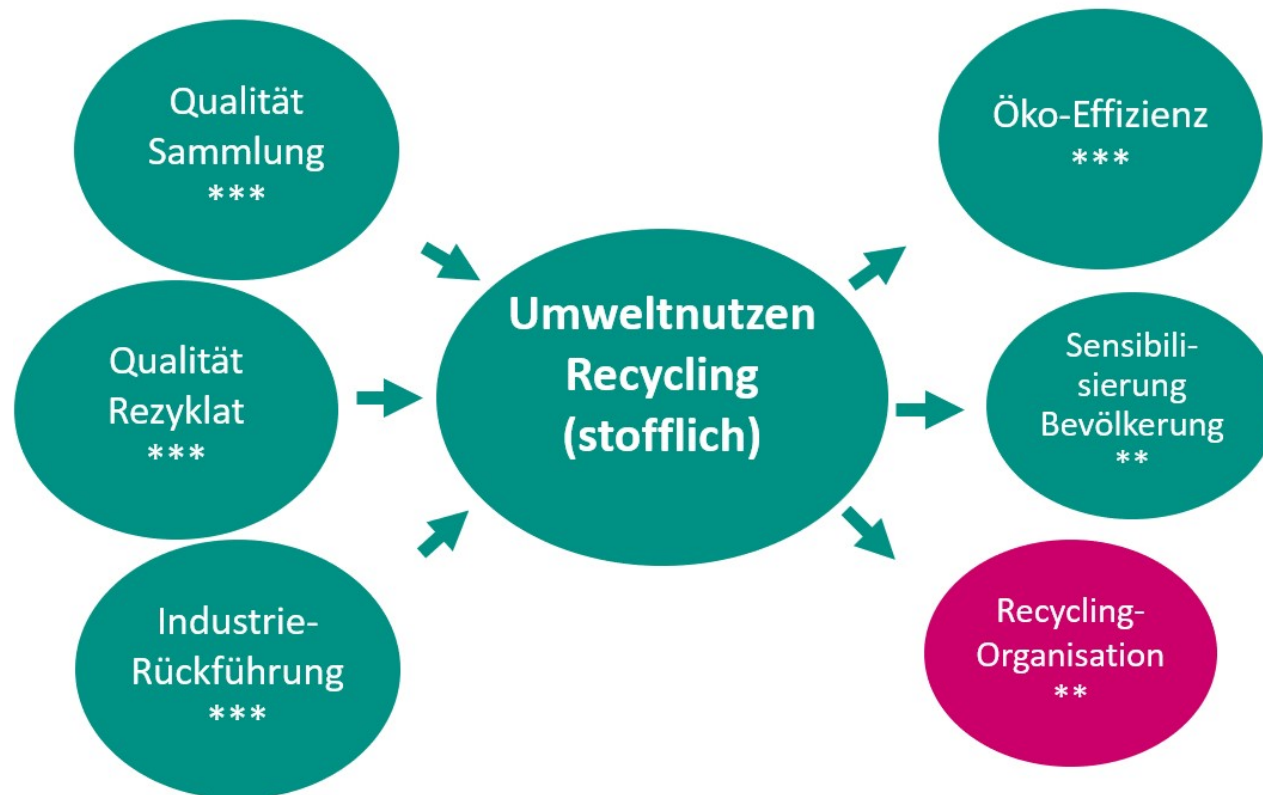 Qualität
Sammlung
***
Qualität
Rezyklat
***
Industrie-
Rückführung
***
Umweltnutzen
Recycling
(stofflich)
Öko-Effizienz
***
Sensibili-
sierung
Bevölkerung
**
Recycling-
Organisation
**